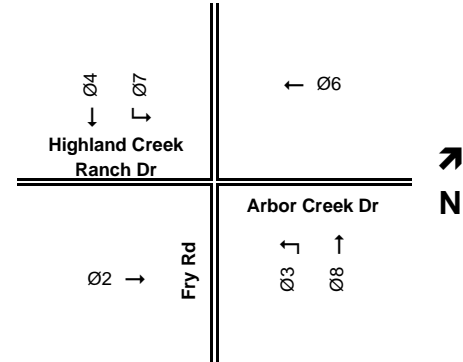 Ø4
Ø7
Ø6
Highland Creek
Ranch Dr
N
Arbor Creek Dr
Ø2
Fry Rd
Ø3
Ø8